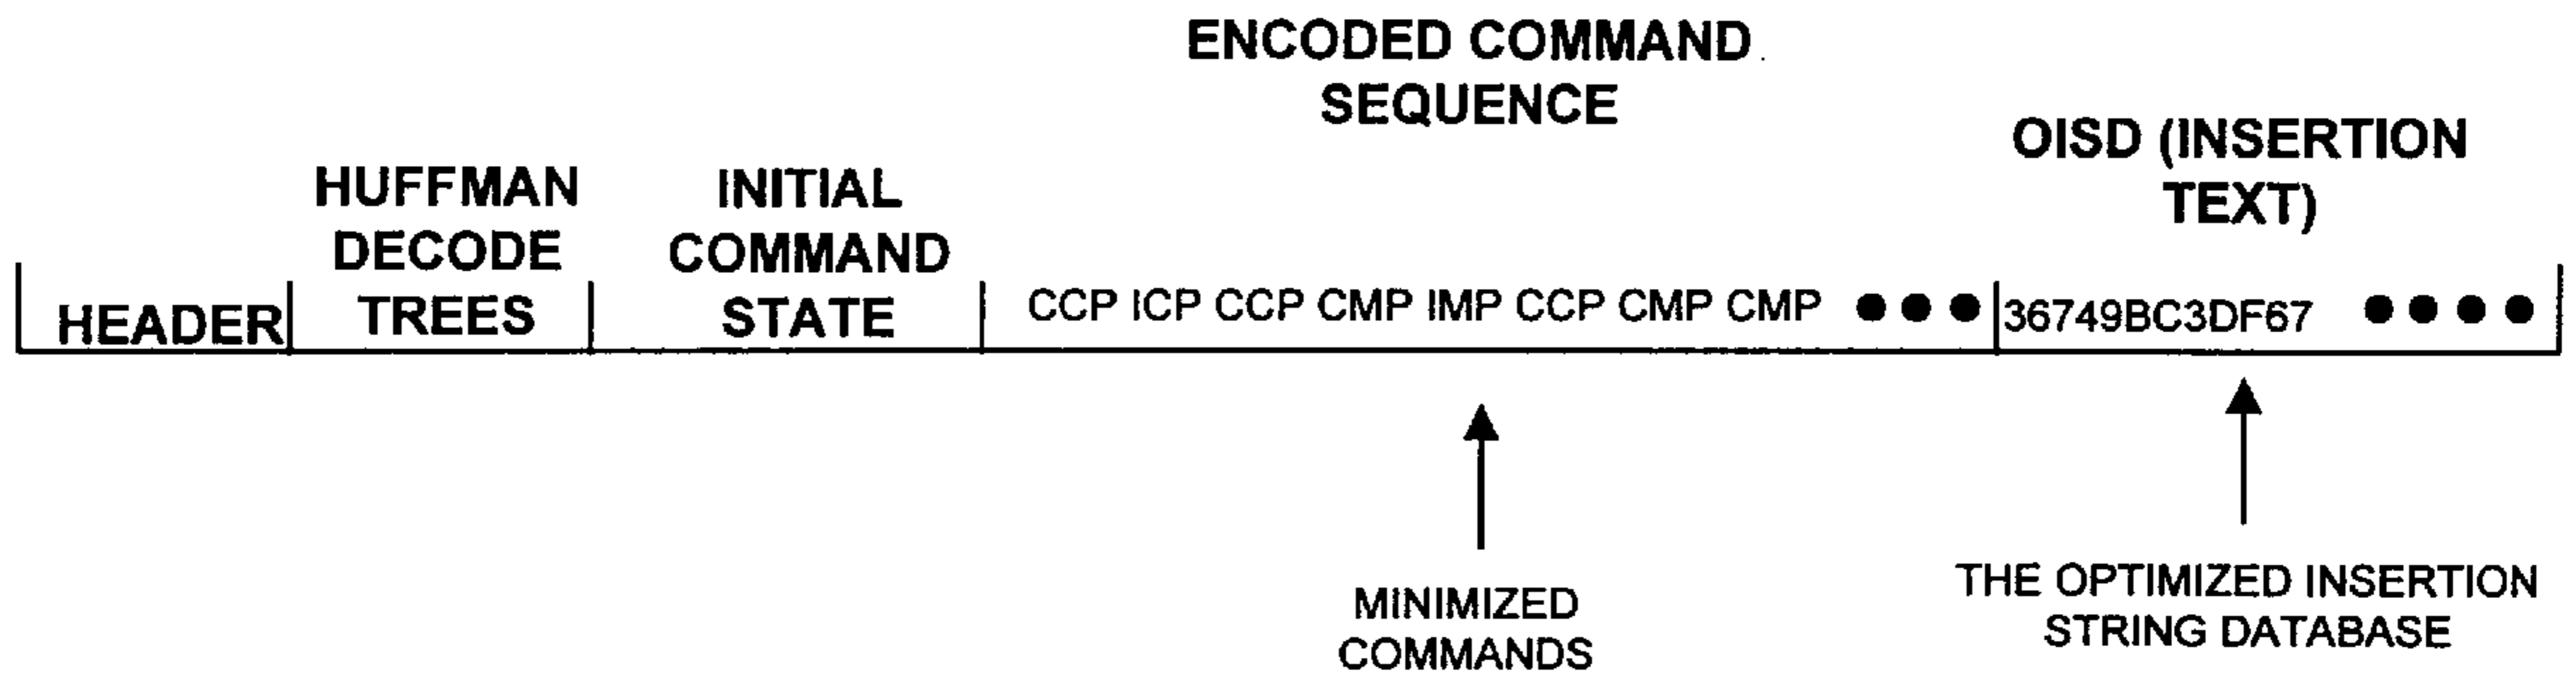 ENCODED COMMAND
SEQUENCE
OISD (INSERTION
TEXT)
HUFFMAN
DECODE
TREES
INITIAL
COMMAND
STATE
HEADER
CCP ICP CCP CMP IMP CCP CMP CMP ●●●
36749BC3DF67 ●●●●
MINIMIZED
COMMANDS
THE OPTIMIZED INSERTION
STRING DATABASE